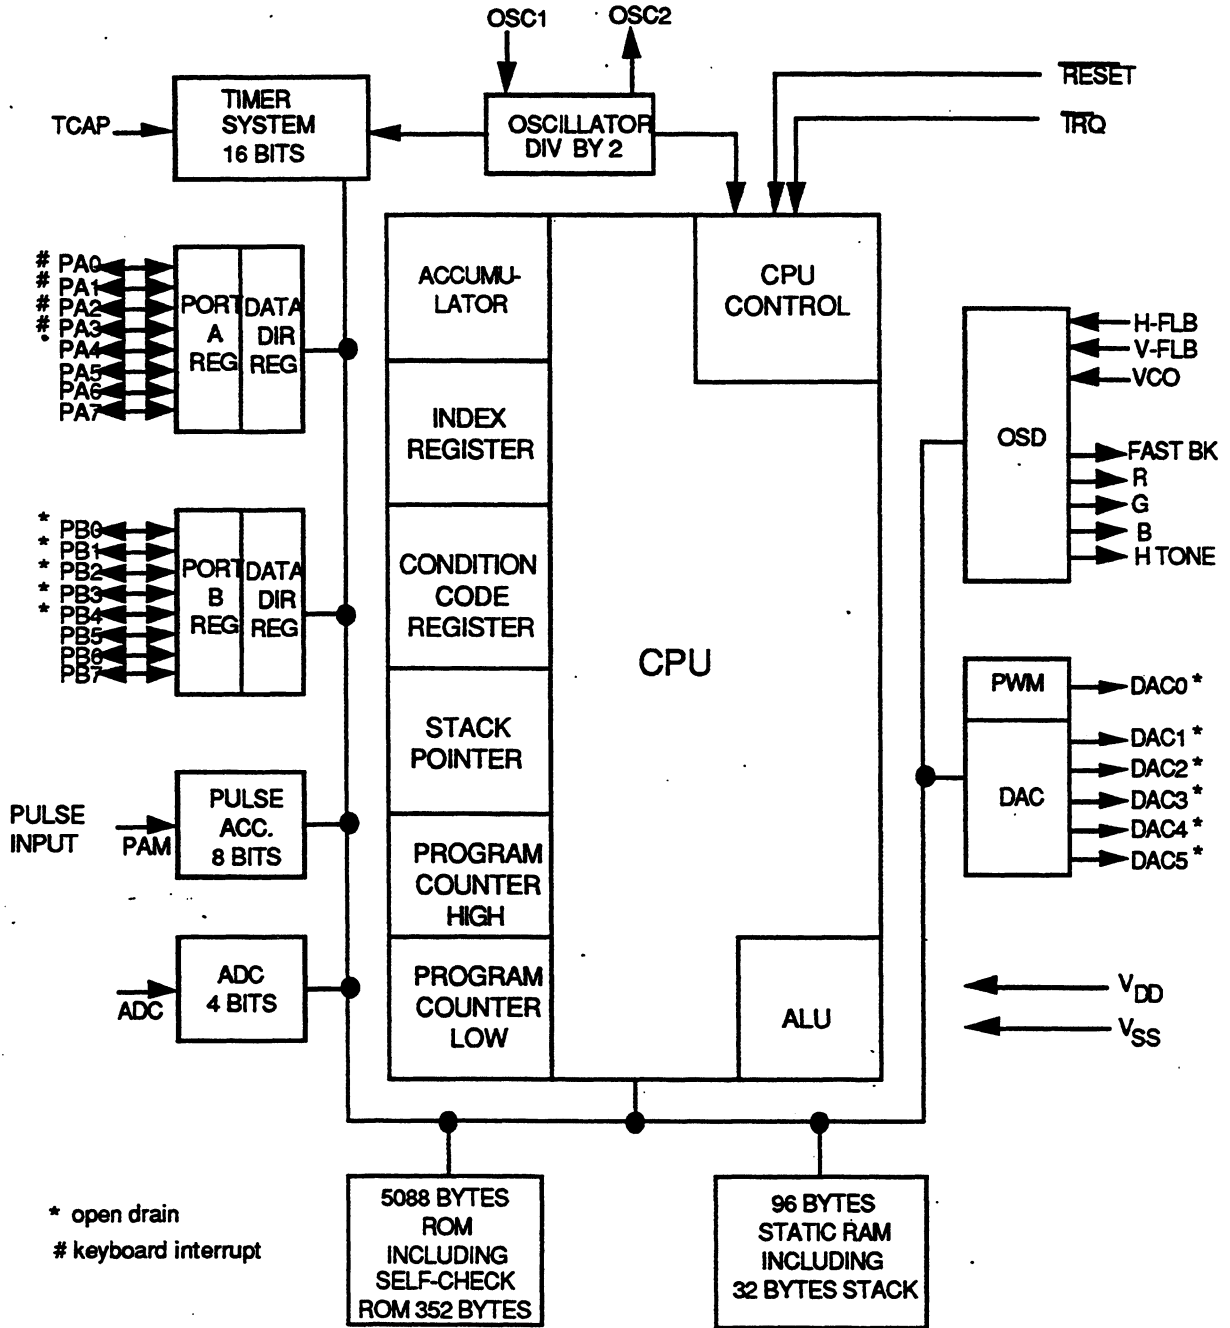 OSC1
OSC2
RESET
IRQ
TCAP
TIMER
SYSTEM
16 BITS
OSCILLATOR
DIV BY 2
# PA0
# PA1
# PA2
# PA3
PA4
PA5
PA6
PA7
PORT
A
REG
DATA
DIR
REG
* PB0
* PB1
* PB2
* PB3
* PB4
PB5
PB6
PB7
PORT
B
REG
DATA
DIR
REG
PULSE
INPUT
PAM
PULSE
ACC.
8 BITS
ADC
ADC
4 BITS
ACCUMU-
LATOR
INDEX
REGISTER
CONDITION
CODE
REGISTER
STACK
POINTER
PROGRAM
COUNTER
HIGH
PROGRAM
COUNTER
LOW
CPU
CONTROL
CPU
ALU
OSD
H-FLB
V-FLB
VCO
FAST BK
R
G
B
H TONE
PWM
DAC
DAC0 *
DAC1 *
DAC2 *
DAC3 *
DAC4 *
DAC5 *
VDD
VSS
5088 BYTES
ROM
INCLUDING
SELF-CHECK
ROM 352 BYTES
96 BYTES
STATIC RAM
INCLUDING
32 BYTES STACK
* open drain
# keyboard interrupt